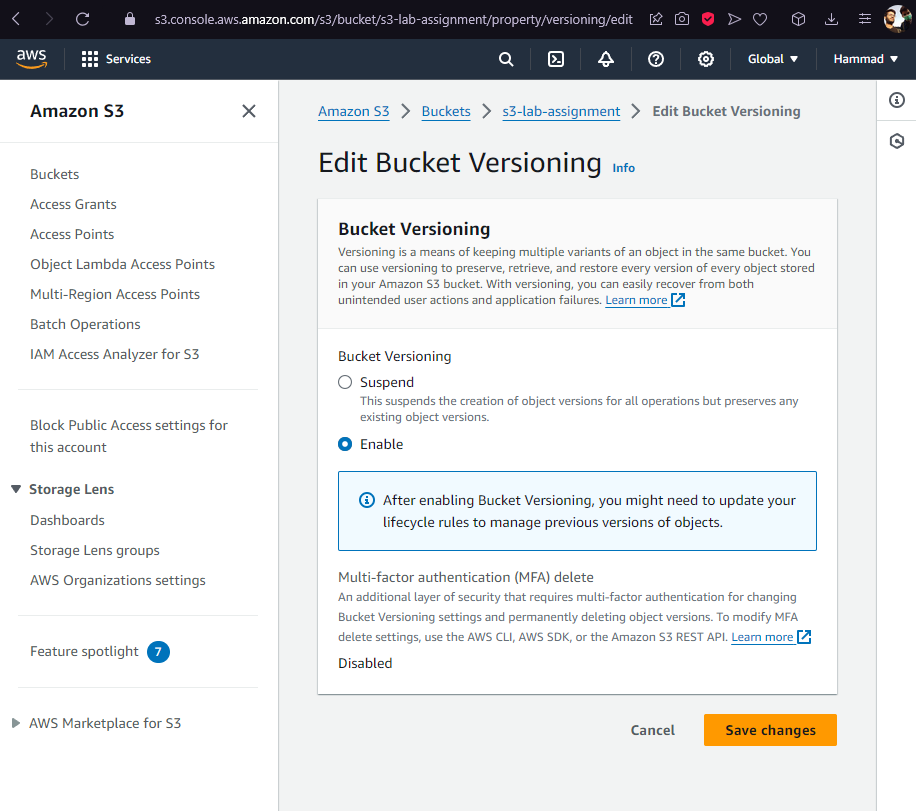 s3.console.aws.amazon.com/s3/bucket/s3-lab-assignment/property/versioning/edit
aws
Services
Global
Hammad
Amazon S3
Buckets
Access Grants
Access Points
Object Lambda Access Points
Multi-Region Access Points
Batch Operations
IAM Access Analyzer for S3
Block Public Access settings for
this account
Storage Lens
Dashboards
Storage Lens groups
AWS Organizations settings
Feature spotlight 7
AWS Marketplace for S3
Amazon S3 > Buckets > s3-lab-assignment > Edit Bucket Versioning
Edit Bucket Versioning Info
Bucket Versioning
Versioning is a means of keeping multiple variants of an object in the same bucket. You
can use versioning to preserve, retrieve, and restore every version of every object stored
in your Amazon S3 bucket. With versioning, you can easily recover from both
unintended user actions and application failures. Learn more
Bucket Versioning
Suspend
This suspends the creation of object versions for all operations but preserves any
existing object versions.
Enable
After enabling Bucket Versioning, you might need to update your
lifecycle rules to manage previous versions of objects.
Multi-factor authentication (MFA) delete
An additional layer of security that requires multi-factor authentication for changing
Bucket Versioning settings and permanently deleting object versions. To modify MFA
delete settings, use the AWS CLI, AWS SDK, or the Amazon S3 REST API. Learn more
Disabled
Cancel
Save changes